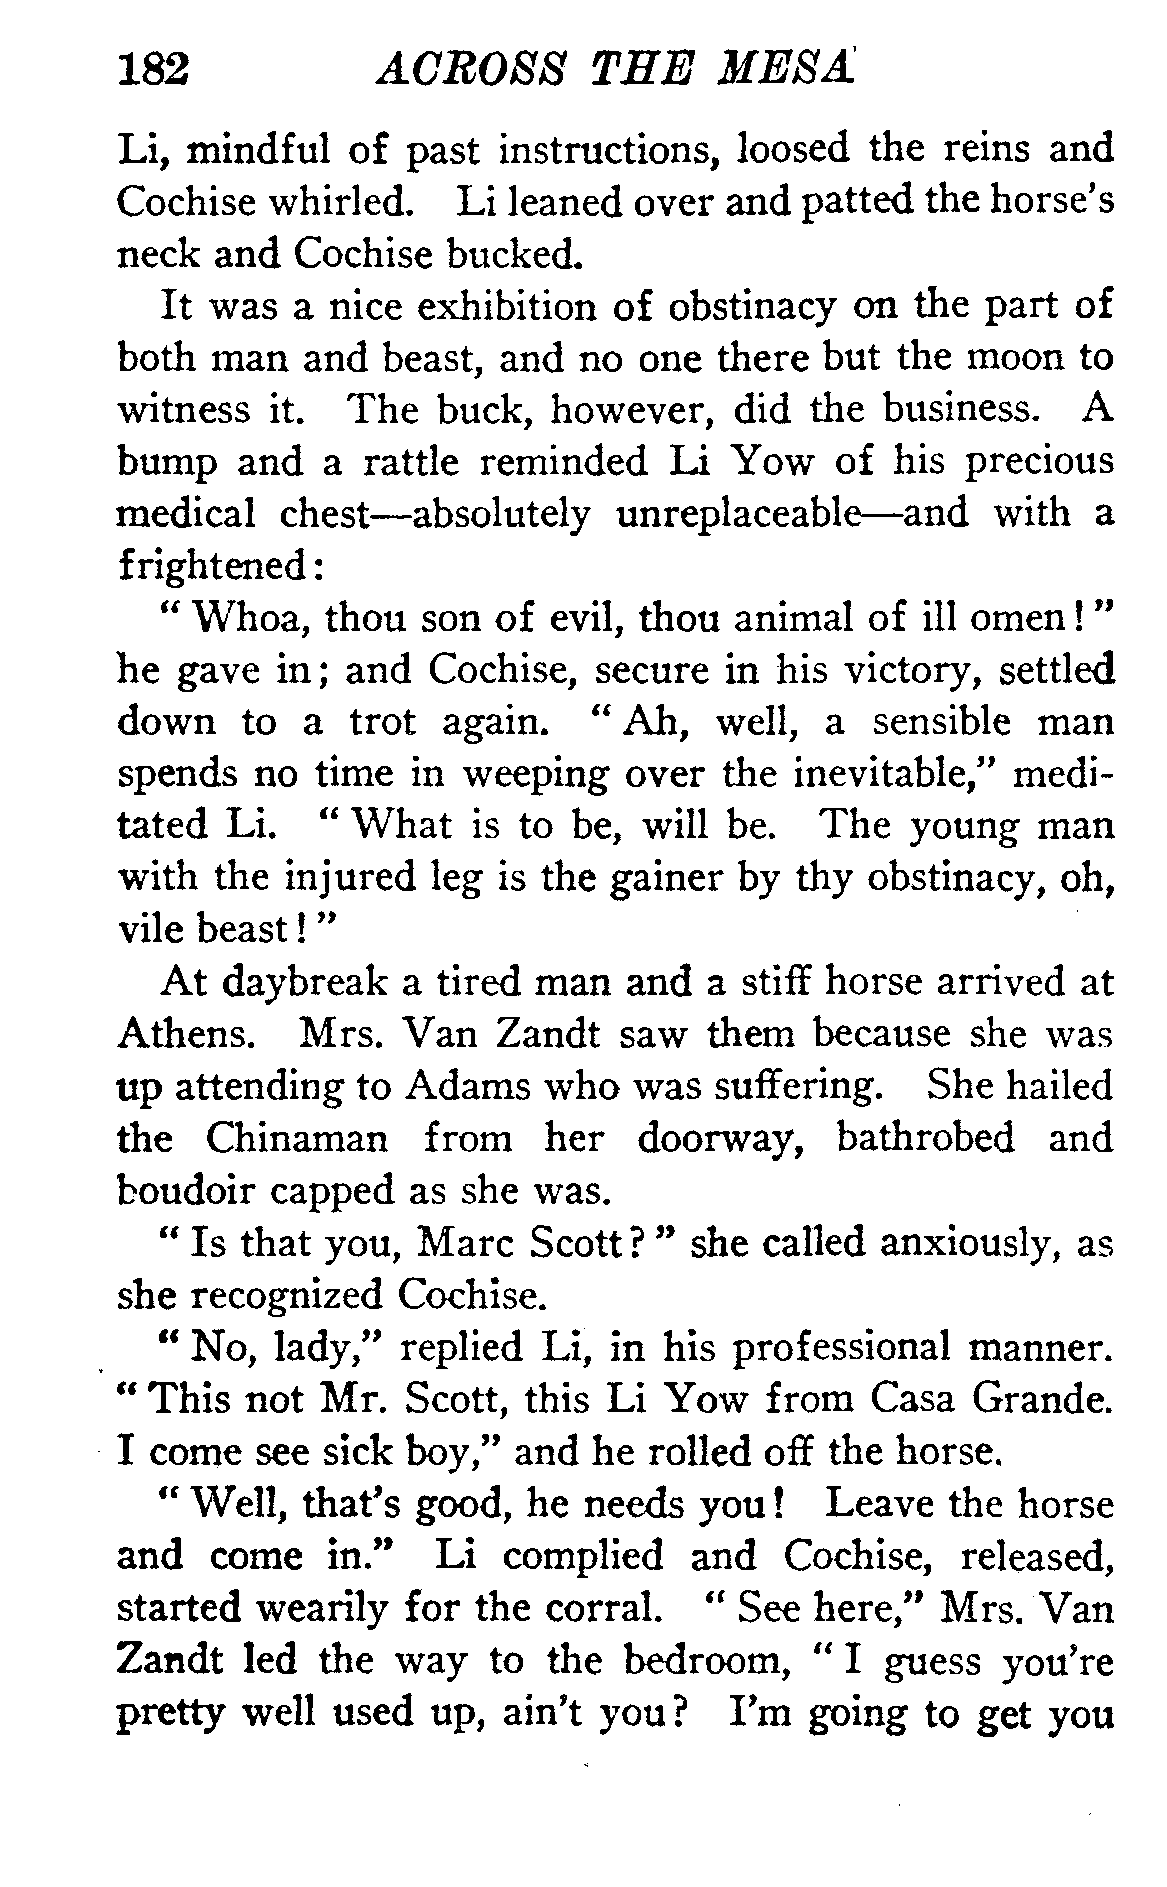 182 ACROSS THE MESA
Li, mindful of past instructions, loosed the reins and
Cochise whirled. Li leaned over and patted the horse's
neck and Cochise bucked.
It was a nice exhibition of obstinacy on the part of
both man and beast, and no one there but the moon to
witness it. The buck, however, did the business. A
bump and a rattle reminded Li Yow of his precious
medical chest—absolutely unreplaceable—and with a
frightened:
"Whoa, thou son of evil, thou animal of ill omen!"
he gave in; and Cochise, secure in his victory, settled
down to a trot again. "Ah, well, a sensible man
spends no time in weeping over the inevitable," medi-
tated Li. "What is to be, will be. The young man
with the injured leg is the gainer by thy obstinacy, oh,
vile beast!"
At daybreak a tired man and a stiff horse arrived at
Athens. Mrs. Van Zandt saw them because she was
up attending to Adams who was suffering. She hailed
the Chinaman from her doorway, bathrobed and
boudoir capped as she was.
"Is that you, Marc Scott?" she called anxiously, as
she recognized Cochise.
"No, lady," replied Li, in his professional manner.
"This not Mr. Scott, this Li Yow from Casa Grande.
I come see sick boy," and he rolled off the horse.
"Well, that's good, he needs you! Leave the horse
and come in." Li complied and Cochise, released,
started wearily for the corral. "See here," Mrs. Van
Zandt led the way to the bedroom, "I guess you're
pretty well used up, ain't you? I'm going to get you